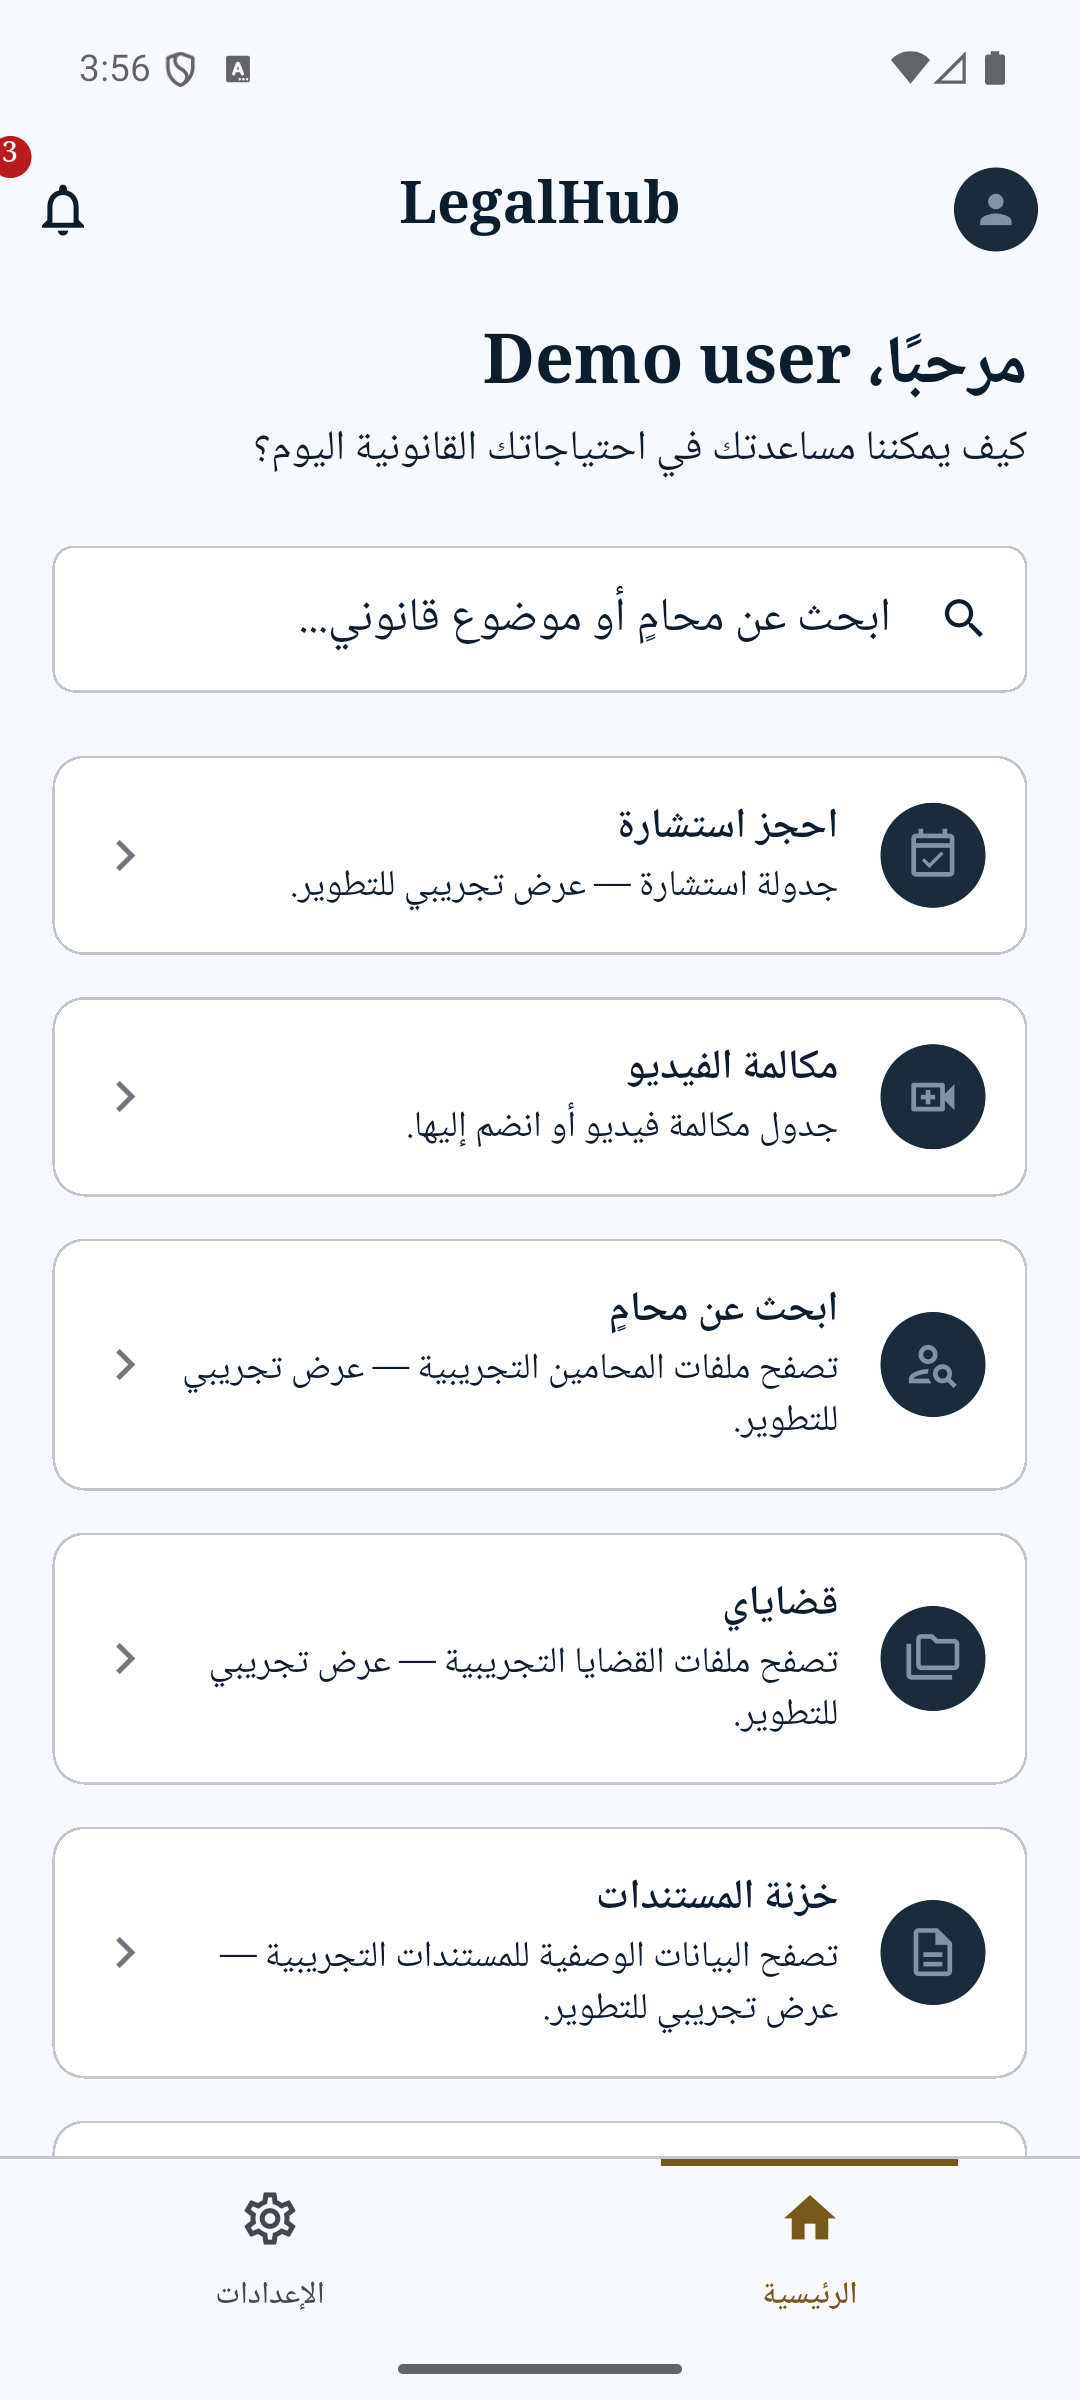 3:56
3
LegalHub
مرحبًا، Demo user
كيف يمكننا مساعدتك في احتياجاتك القانونية اليوم؟
ابحث عن محامٍ أو موضوع قانوني...
احجز استشارة
جدولة استشارة — عرض تجريبي للتطوير.
مكالمة الفيديو
جدول مكالمة فيديو أو انضم إليها.
ابحث عن محامٍ
تصفح ملفات المحامين التجريبية — عرض تجريبي
للتطوير.
قضاياي
تصفح ملفات القضايا التجريبية — عرض تجريبي
للتطوير.
خزنة المستندات
تصفح البيانات الوصفية للمستندات التجريبية —
عرض تجريبي للتطوير.
الرئيسية
الإعدادات